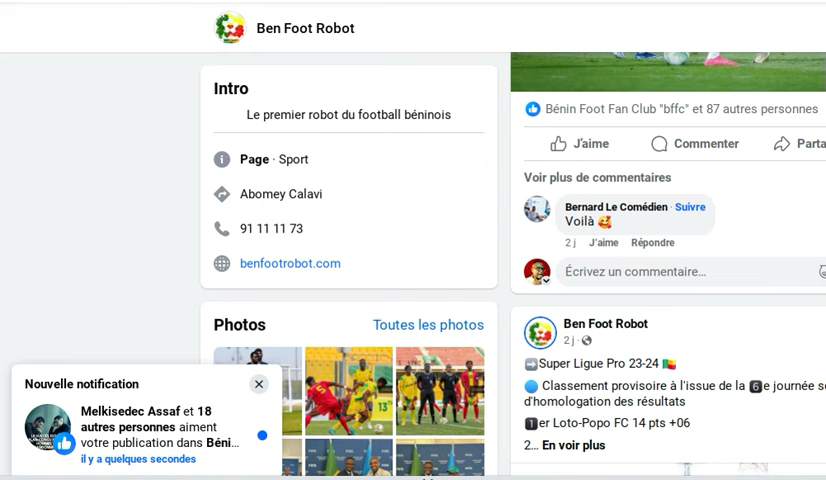 Ben Foot Robot
Intro
Le premier robot du football béninois
Page · Sport
Abomey Calavi
91 11 11 73
benfootrobot.com
Photos
Toutes les photos
Nouvelle notification
Melkisedec Assaf et 18
autres personnes aiment
votre publication dans Béni...
il y a quelques secondes
Bénin Foot Fan Club "bffc" et 87 autres personnes
J'aime
Commenter
Parta
Voir plus de commentaires
Bernard Le Comédien · Suivre
Voilà 🥰
2 j J'aime Répondre
Écrivez un commentaire...
Ben Foot Robot
2 j ·
➡️Super Ligue Pro 23-24 🇧🇯
🔵 Classement provisoire à l'issue de la 6️⃣e journée so
d'homologation des résultats
1️⃣er Loto-Popo FC 14 pts +06
2... En voir plus